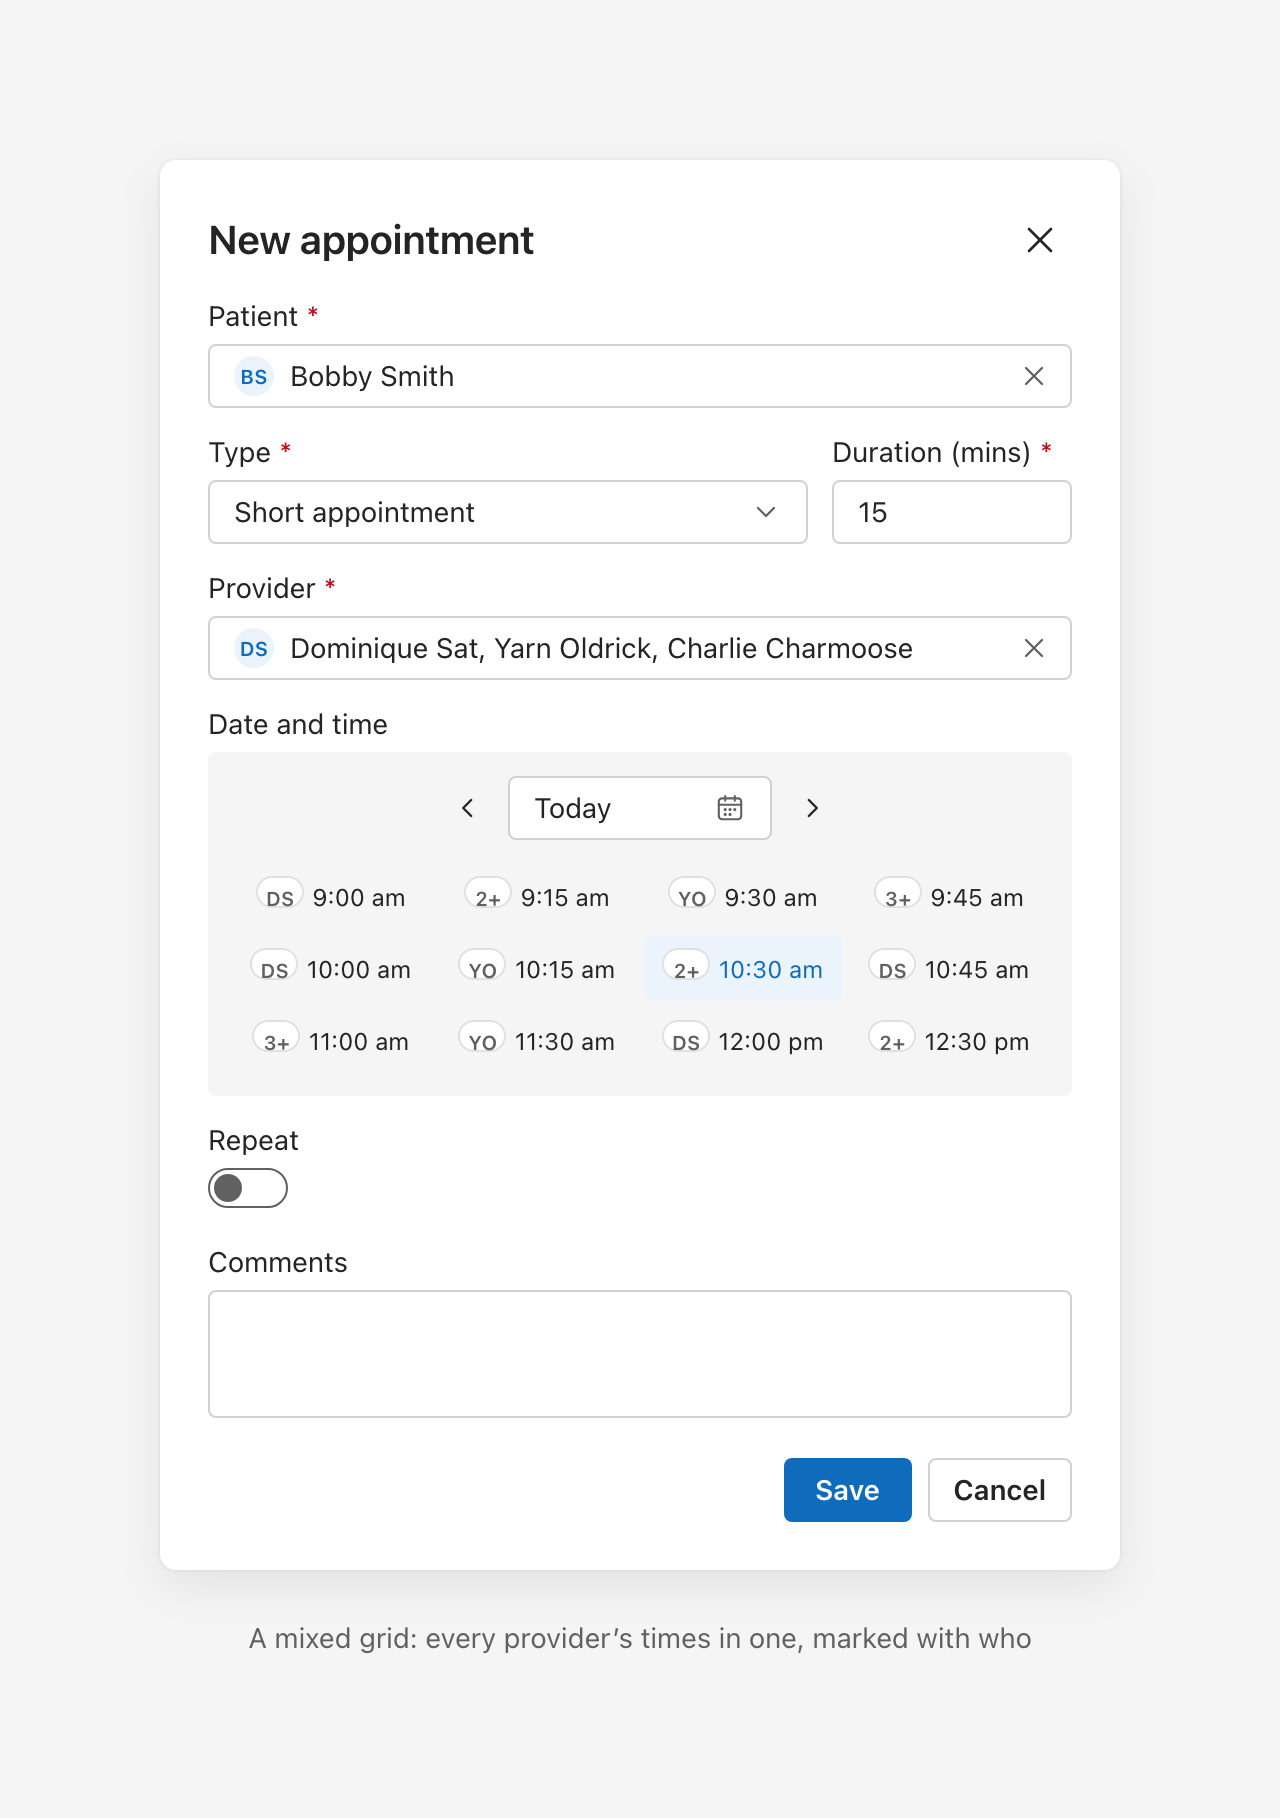 New appointment
Patient *
BS Bobby Smith
Type * Duration (mins) *
Short appointment 15
Provider *
DS Dominique Sat, Yarn Oldrick, Charlie Charmoose
Date and time
Today
DS 9:00 am 2+ 9:15 am YO 9:30 am 3+ 9:45 am
DS 10:00 am YO 10:15 am 2+ 10:30 am DS 10:45 am
3+ 11:00 am YO 11:30 am DS 12:00 pm 2+ 12:30 pm
Repeat
Comments
Save Cancel
A mixed grid: every provider’s times in one, marked with who